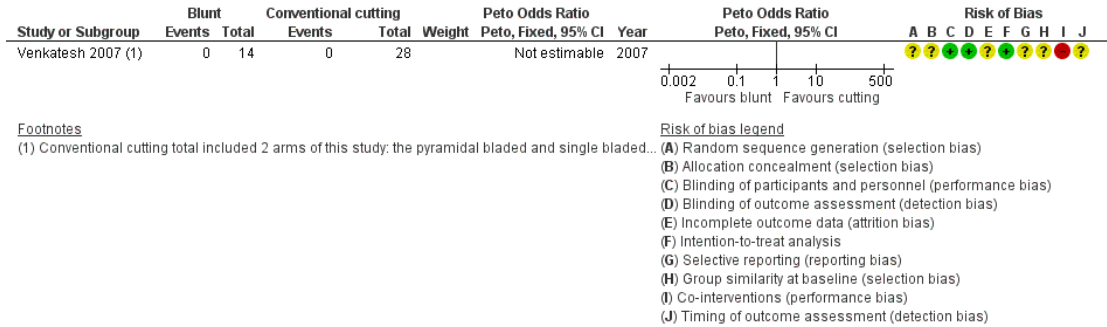 Blunt Conventional cutting Peto Odds Ratio Peto Odds Ratio Risk of Bias
Study or Subgroup Events Total Events Total Weight Peto, Fixed, 95% CI Year Peto, Fixed, 95% CI A B C D E F G H I J
Venkatesh 2007 (1) 0 14 0 28 Not estimable 2007 ? ? + + ? + ? ? - ?
0.002 0.1 1 10 500
Favours blunt Favours cutting
Footnotes Risk of bias legend
(1) Conventional cutting total included 2 arms of this study: the pyramidal bladed and single bladed... (A) Random sequence generation (selection bias)
(B) Allocation concealment (selection bias)
(C) Blinding of participants and personnel (performance bias)
(D) Blinding of outcome assessment (detection bias)
(E) Incomplete outcome data (attrition bias)
(F) Intention-to-treat analysis
(G) Selective reporting (reporting bias)
(H) Group similarity at baseline (selection bias)
(I) Co-interventions (performance bias)
(J) Timing of outcome assessment (detection bias)